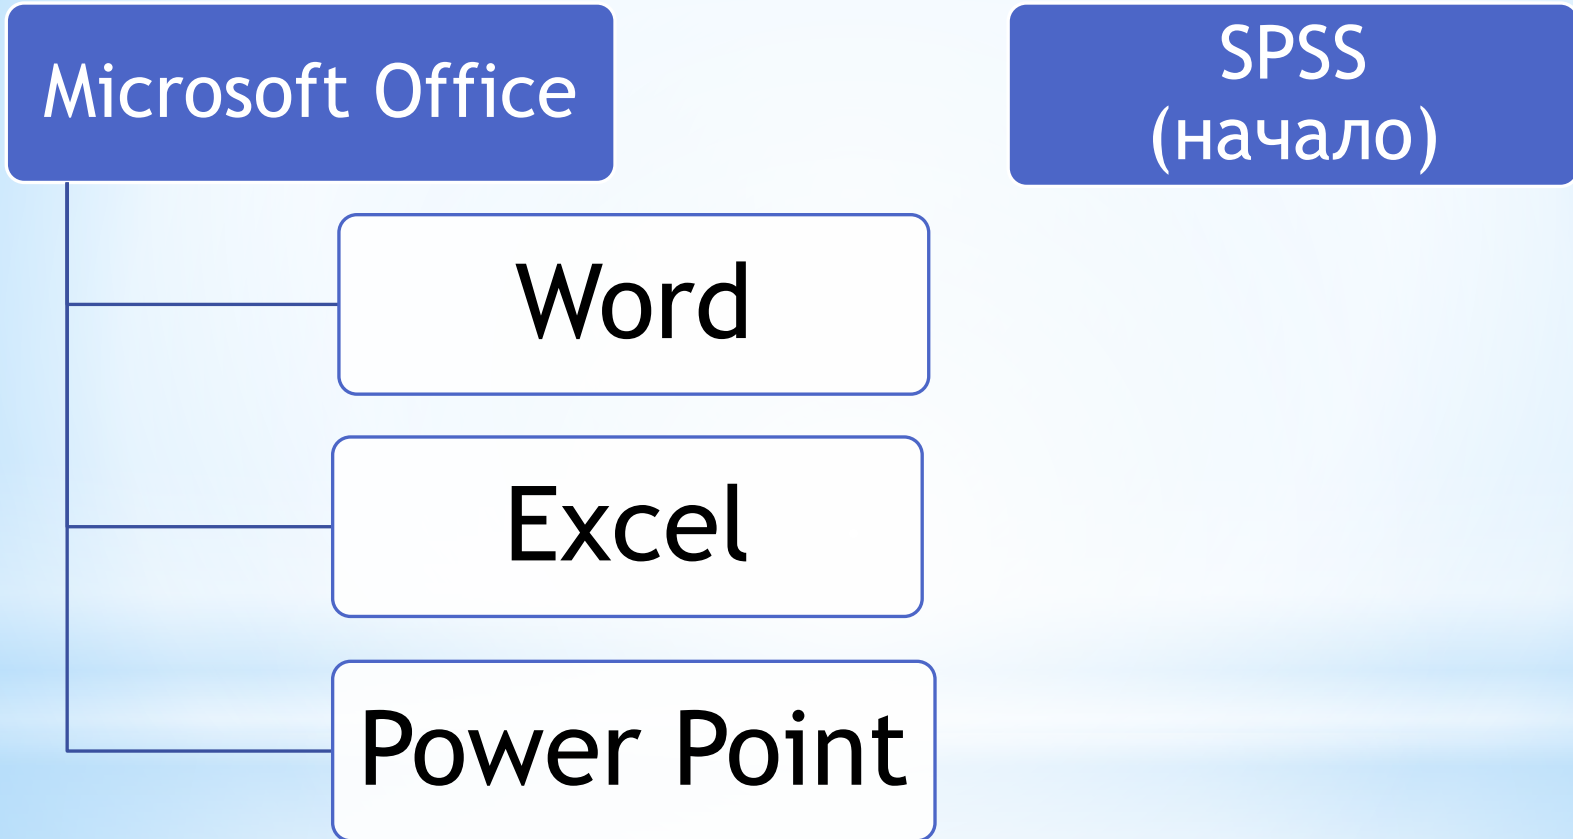 Microsoft Office
SPSS
(начало)
Word
Excel
Power Point